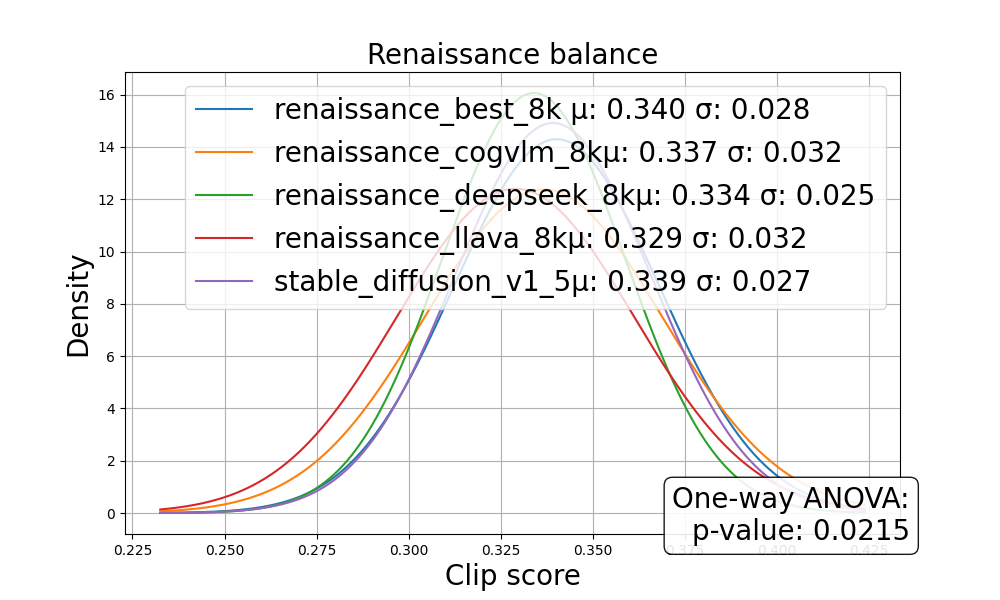 Renaissance balance
renaissance_best_8k μ: 0.340 σ: 0.028
renaissance_cogvlm_8kμ: 0.337 σ: 0.032
renaissance_deepseek_8kμ: 0.334 σ: 0.025
renaissance_llava_8kμ: 0.329 σ: 0.032
stable_diffusion_v1_5μ: 0.339 σ: 0.027
Density
16
14
12
10
8
6
4
2
0
One-way ANOVA:
p-value: 0.0215
0.225 0.250 0.275 0.300 0.325 0.350 0.375 0.400 0.425
Clip score